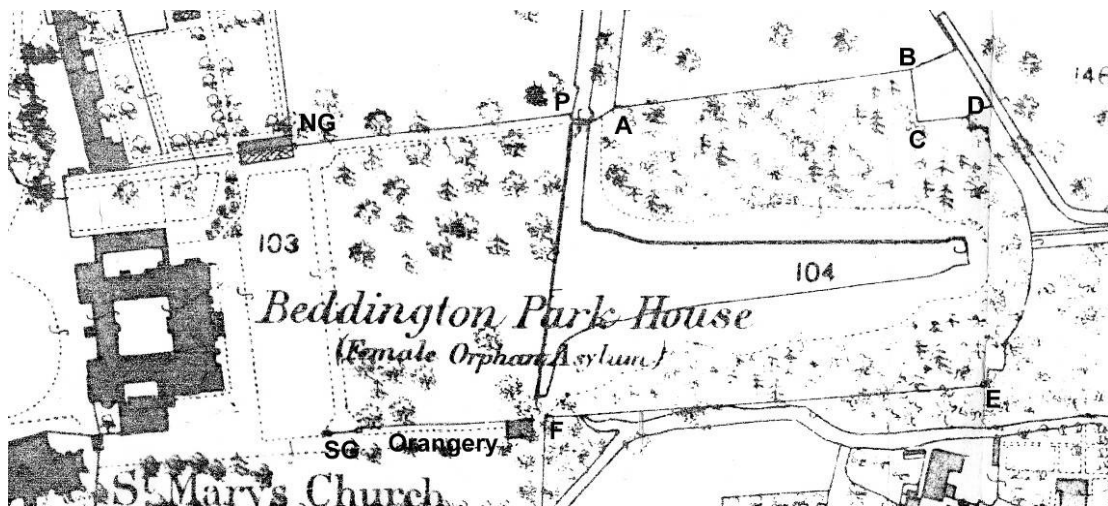 B
146
P
D
NG
A
C
103
104
Beddington Park House
(Female Orphan Asylum)
E
F
SG
Orangery
St. Mary's Church